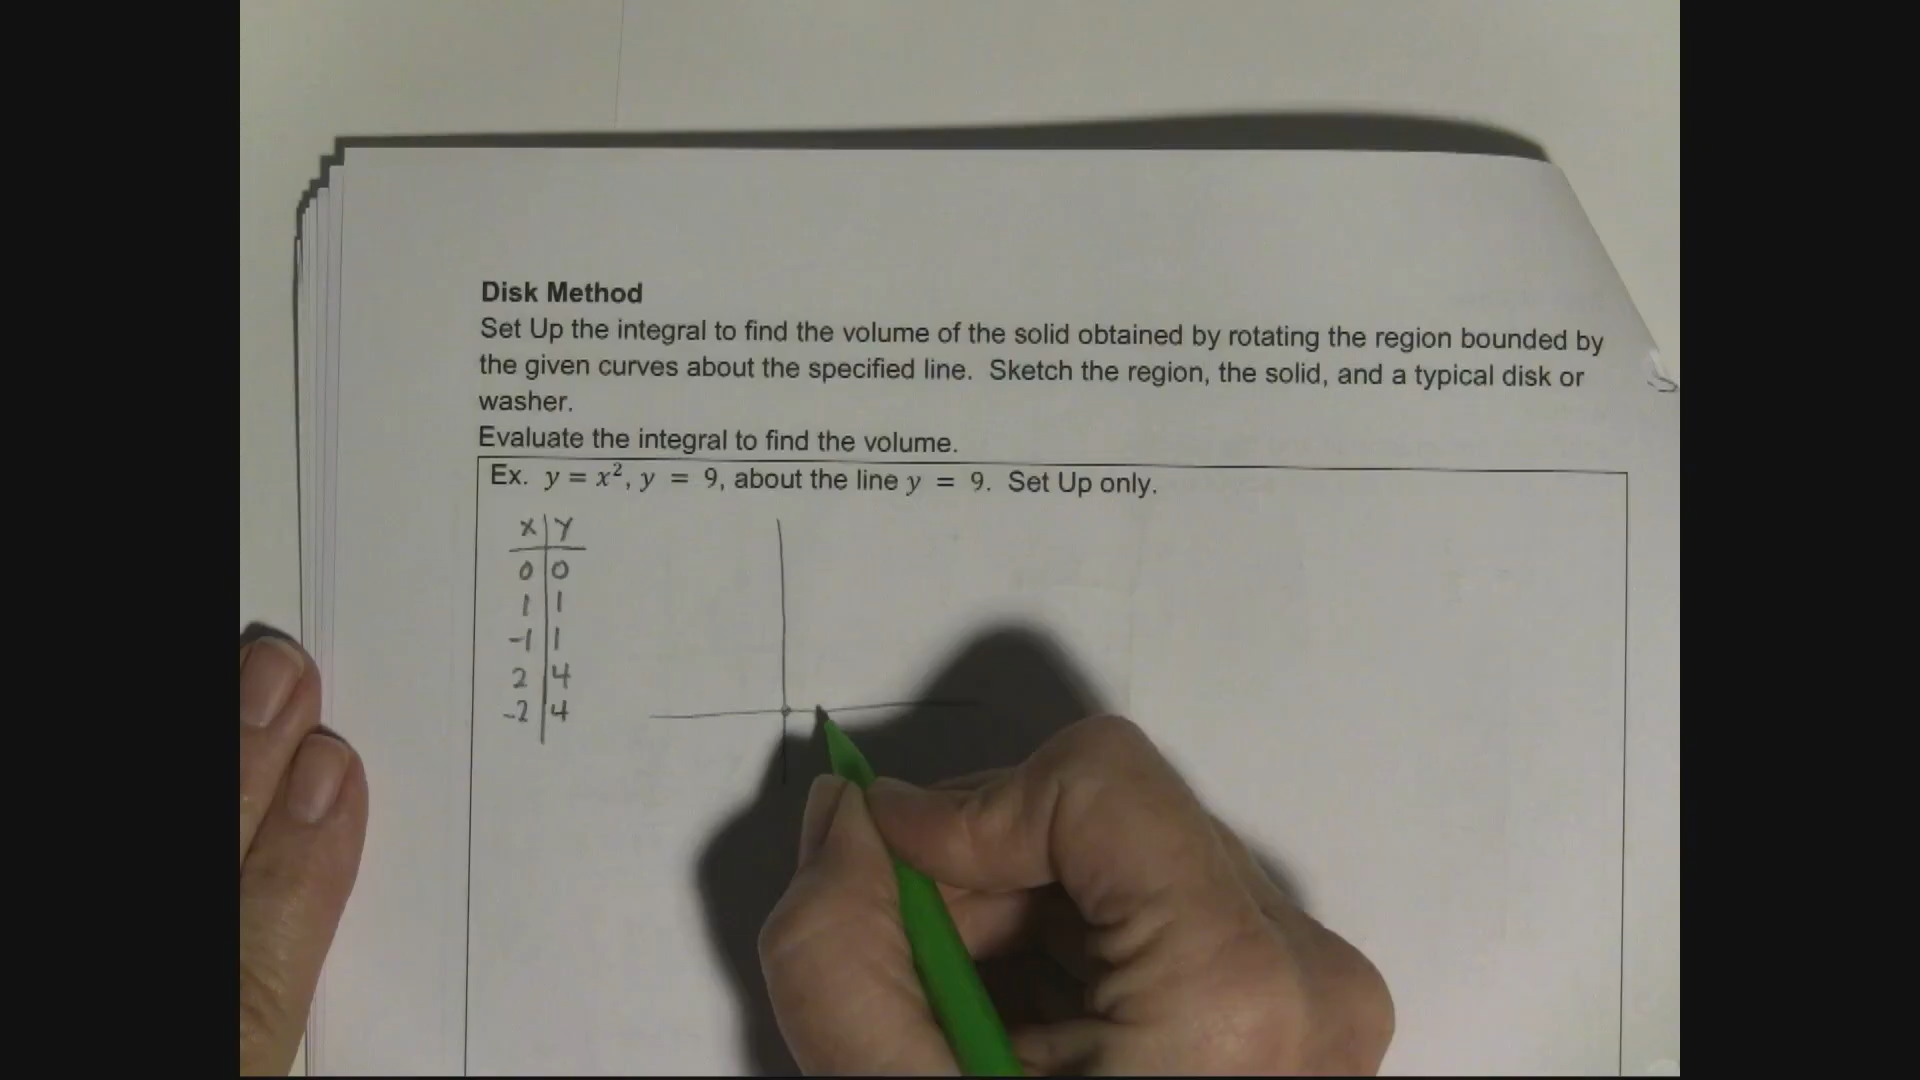 Disk Method
Set Up the integral to find the volume of the solid obtained by rotating the region bounded by
the given curves about the specified line. Sketch the region, the solid, and a typical disk or
washer.
Evaluate the integral to find the volume.
Ex. y = x², y = 9, about the line y = 9. Set Up only.
x | y
0 | 0
1 | 1
-1 | 1
2 | 4
-2 | 4